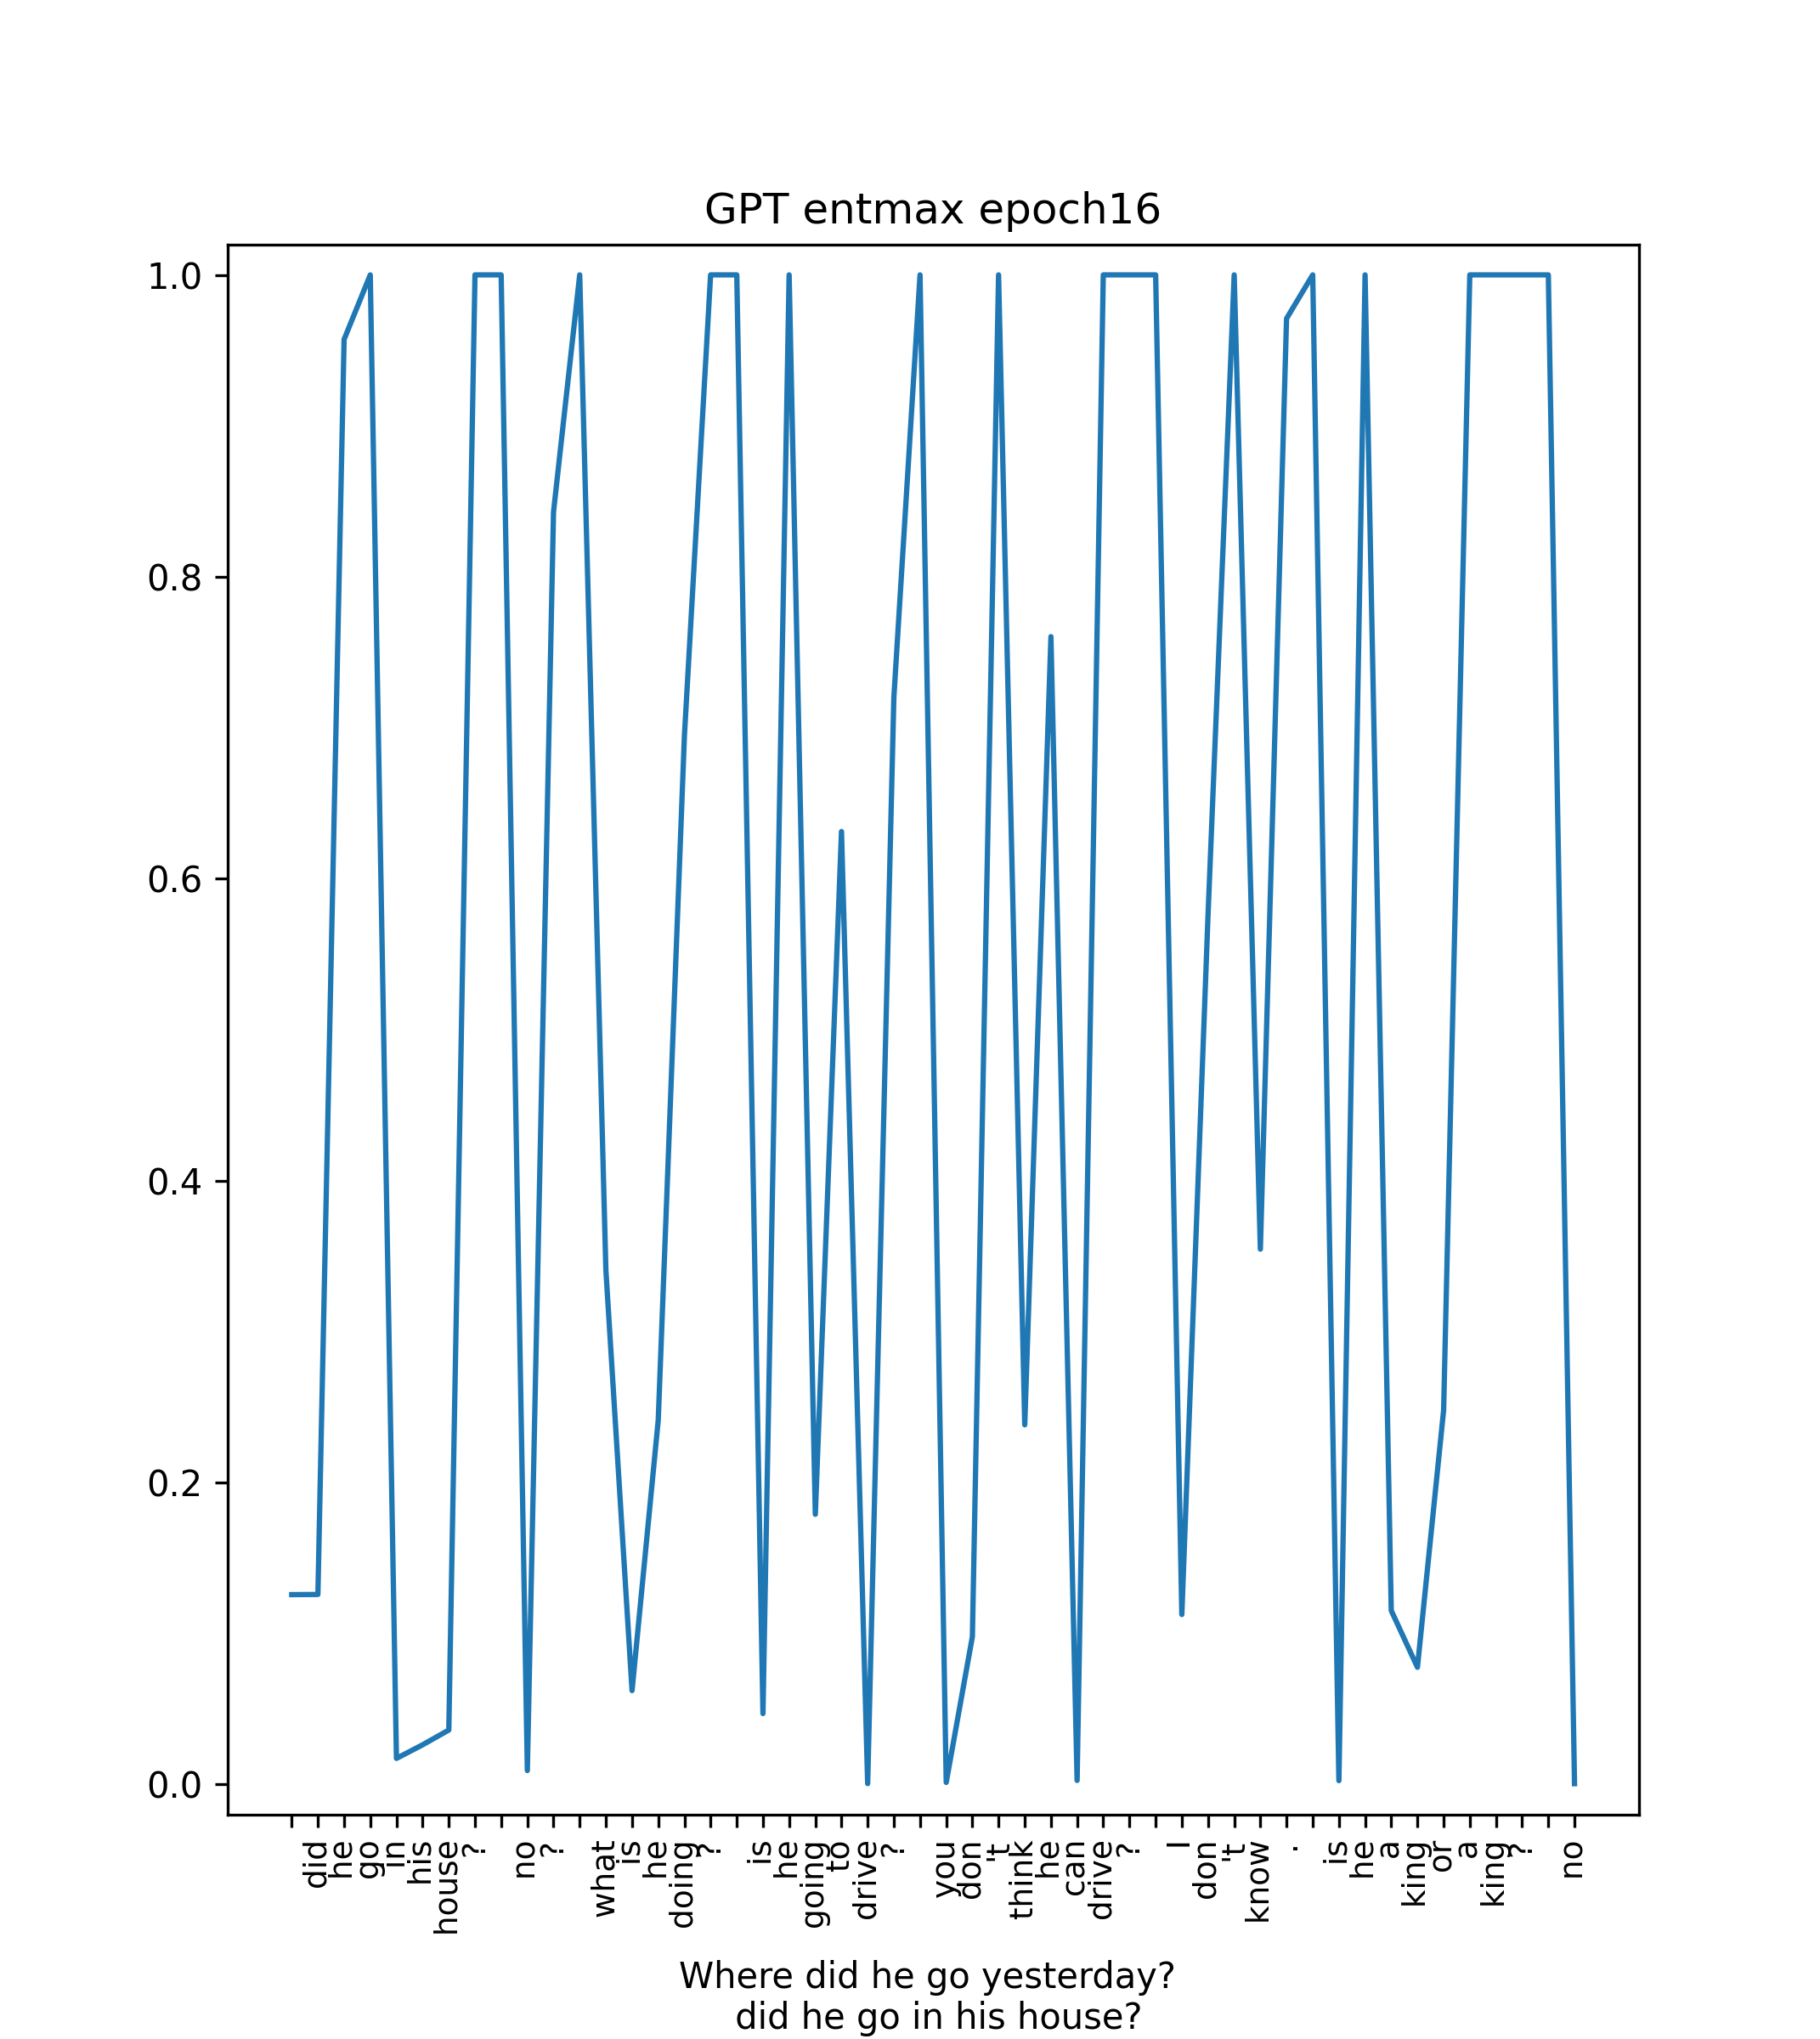 GPT entmax epoch16
1.0
0.8
0.6
0.4
0.2
0.0
did
he
go
in
his
house
?
no
?
what
is
he
doing
?
is
he
going
to
drive
?
you
don
't
think
he
can
drive
?
I
don
't
know
.
is
he
a
king
or
a
king
?
no
Where did he go yesterday?
did he go in his house?